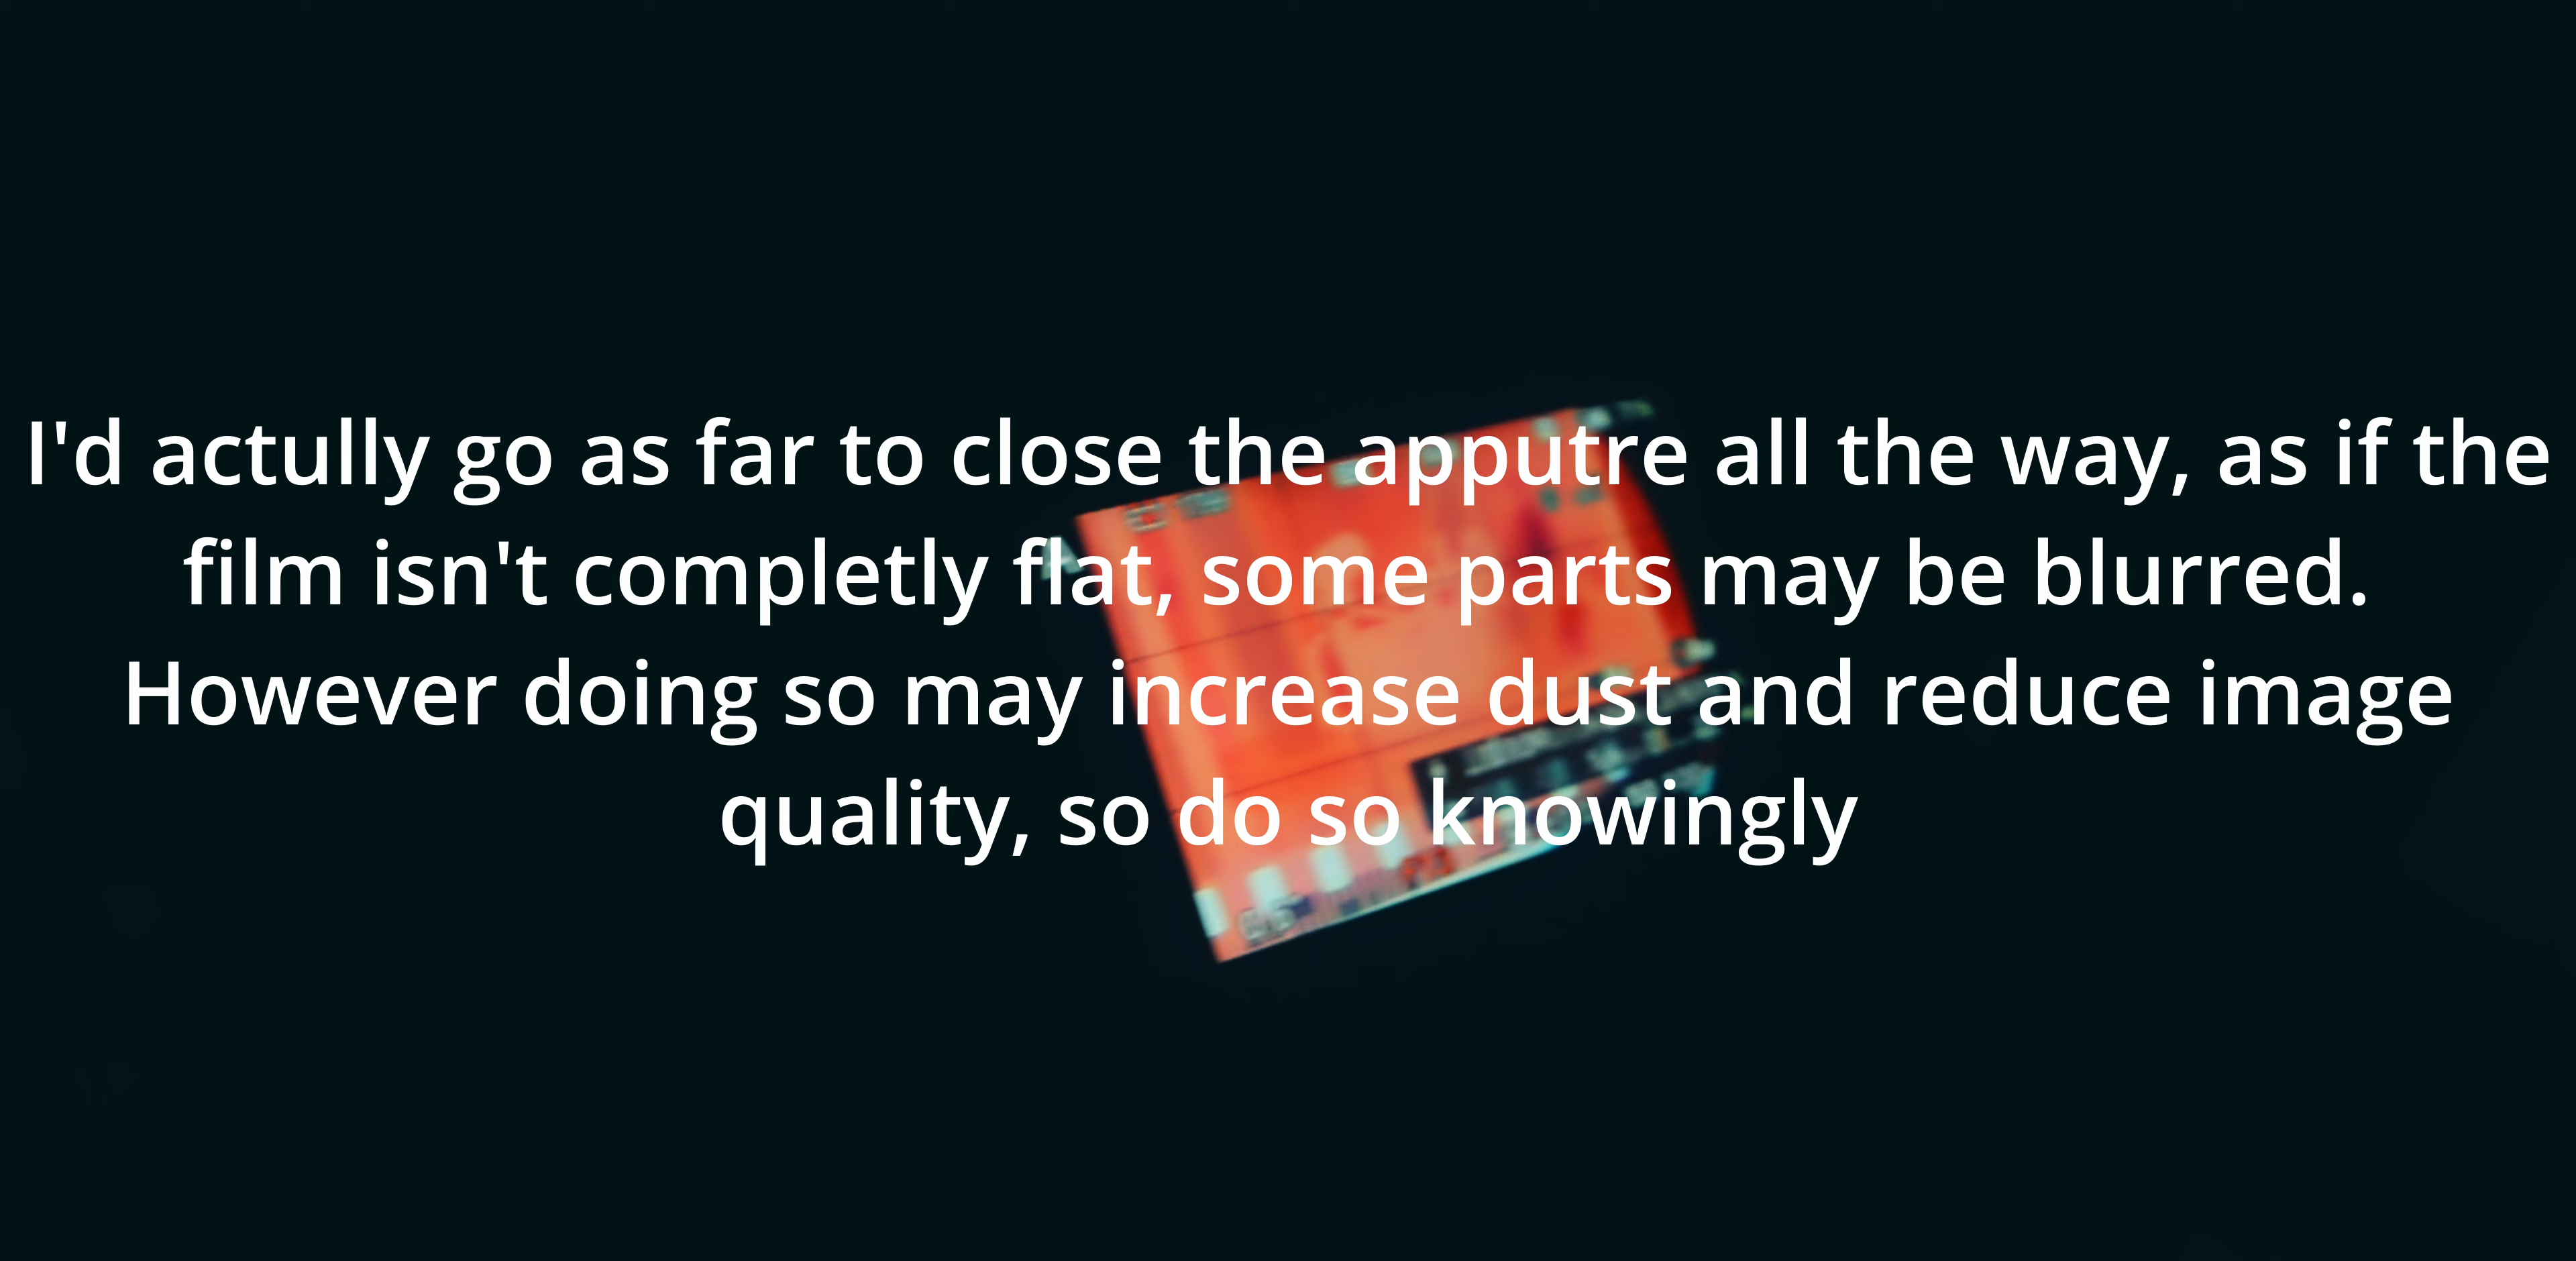 I'd actully go as far to close the apputre all the way, as if the
film isn't completly flat, some parts may be blurred.
However doing so may increase dust and reduce image
quality, so do so knowingly